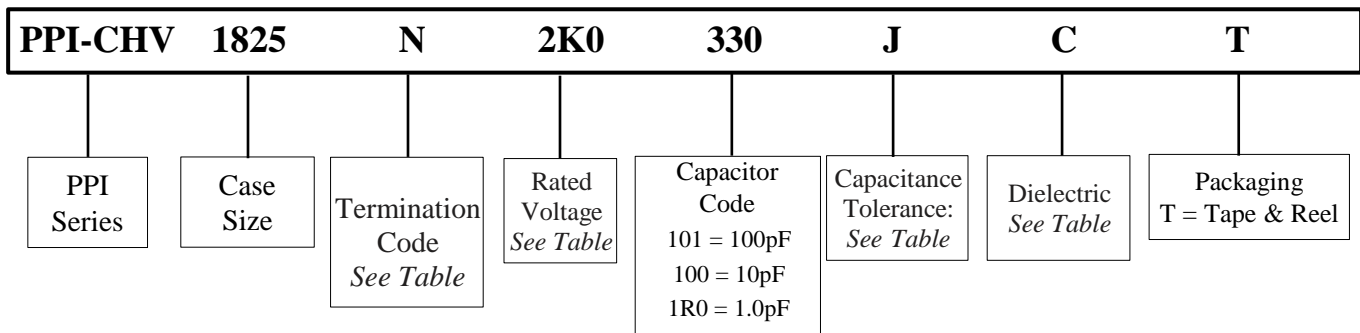 PPI-CHV 1825 N 2K0 330 J C T
PPI
Series
Case
Size
Termination
Code
See Table
Rated
Voltage
See Table
Capacitor
Code
101 = 100pF
100 = 10pF
1R0 = 1.0pF
Capacitance
Tolerance:
See Table
Dielectric
See Table
Packaging
T = Tape & Reel